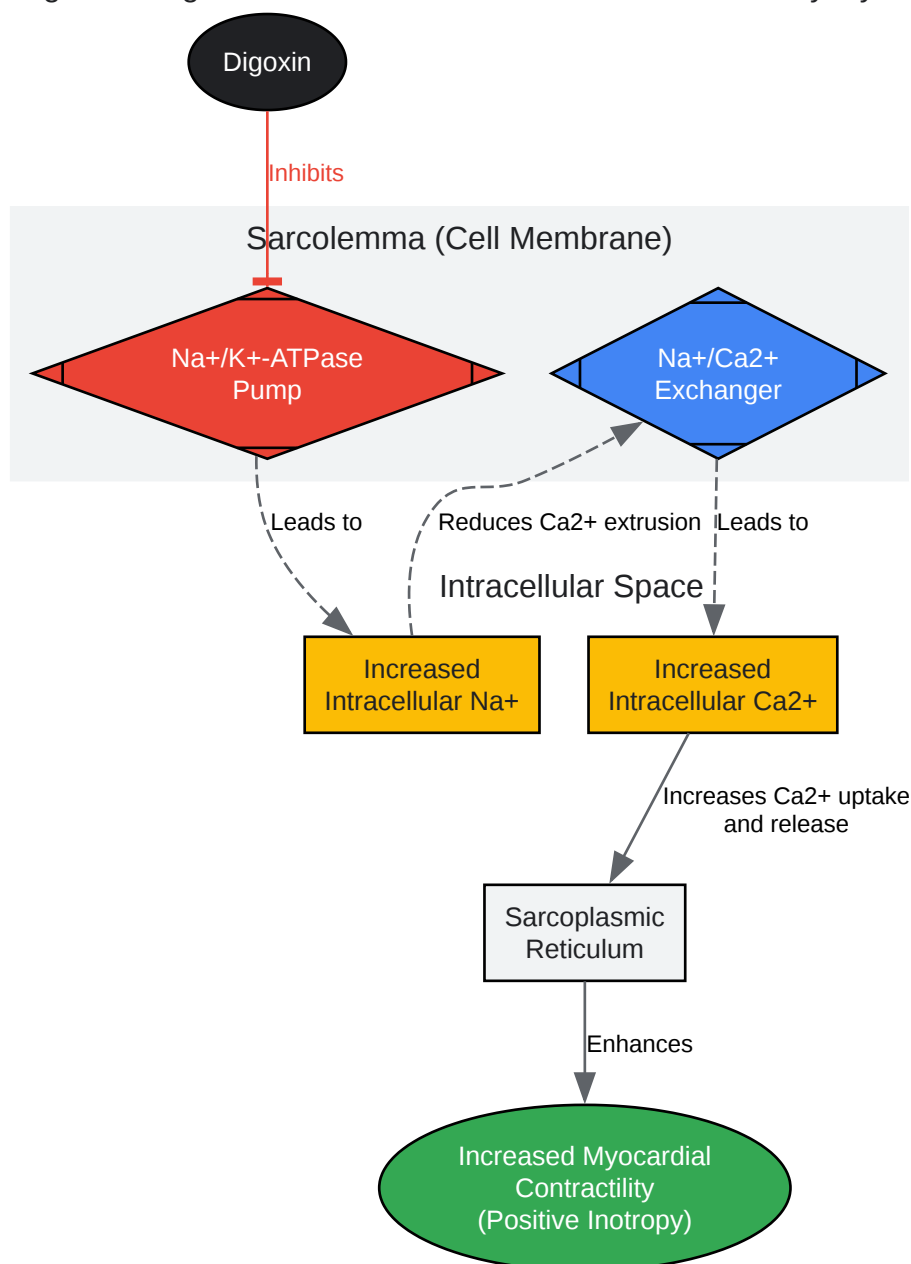 Digoxin
Inhibits
Sarcolemma (Cell Membrane)
Na+/K+-ATPase
Pump
Na+/Ca2+
Exchanger
Leads to
Reduces Ca2+ extrusion
Leads to
Intracellular Space
Increased
Intracellular Na+
Increased
Intracellular Ca2+
Increases Ca2+ uptake
and release
Sarcoplasmic
Reticulum
Enhances
Increased Myocardial
Contractility
(Positive Inotropy)